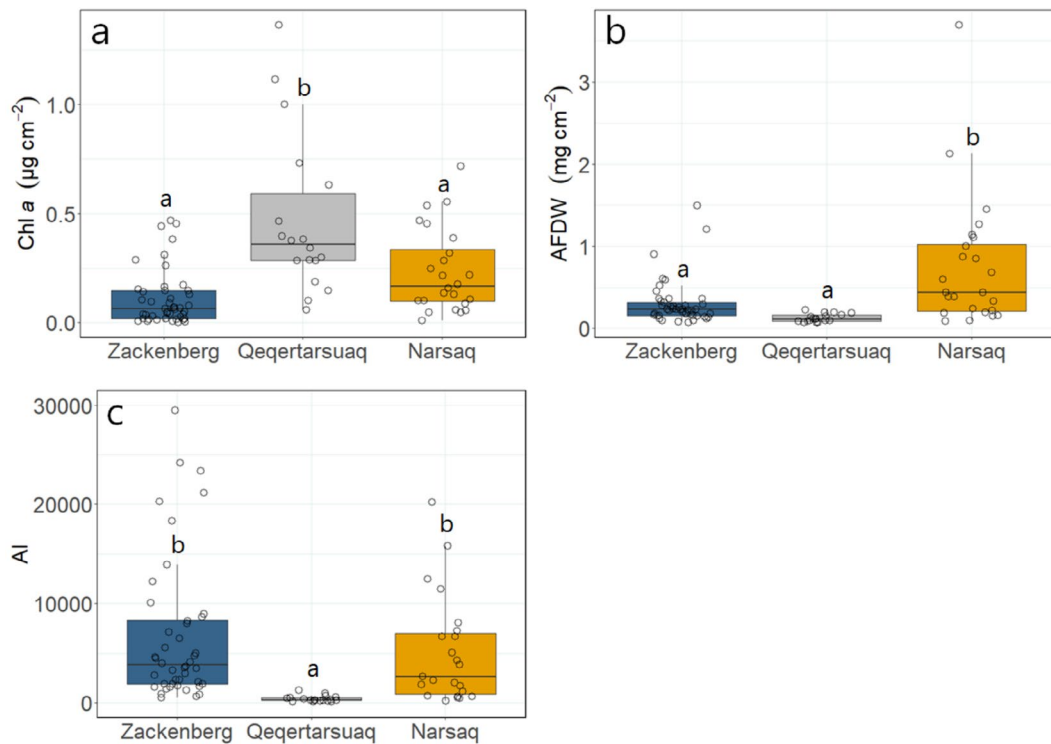 a
Chl a (µg cm⁻²)
1.0
0.5
0.0
a
b
a
Zackenberg Qeqertarsuaq Narsaq
b
AFDW (mg cm⁻²)
3
2
1
0
a
a
b
Zackenberg Qeqertarsuaq Narsaq
c
AI
30000
20000
10000
0
b
a
b
Zackenberg Qeqertarsuaq Narsaq